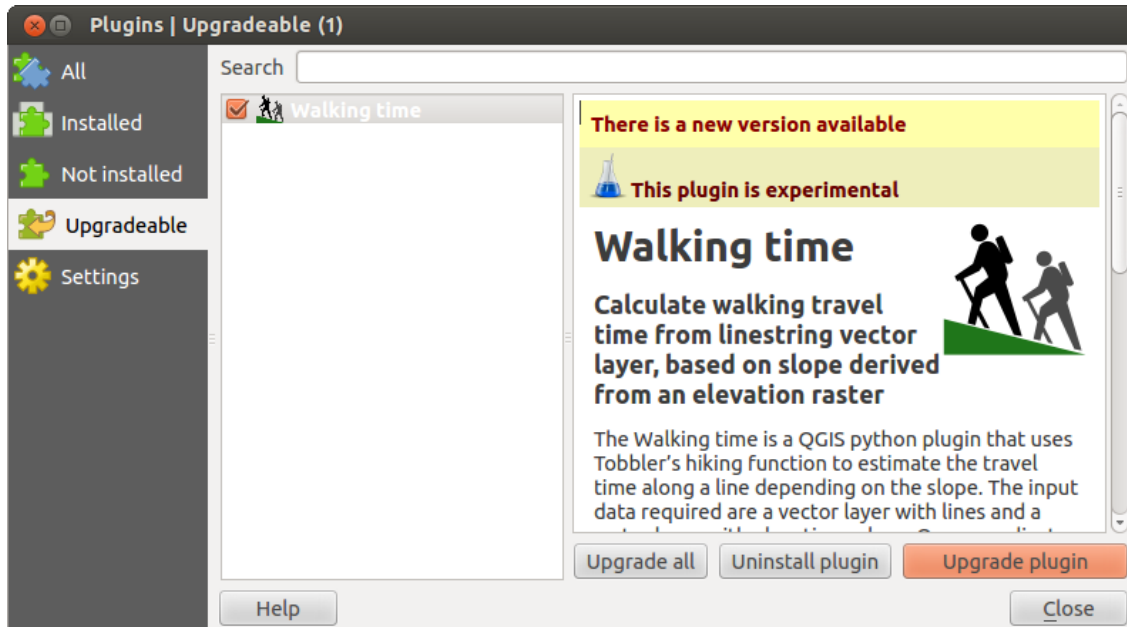 Plugins | Upgradeable (1)
All
Installed
Not installed
Upgradeable
Settings
Search
Walking time
There is a new version available
This plugin is experimental
Walking time
Calculate walking travel
time from linestring vector
layer, based on slope derived
from an elevation raster
The Walking time is a QGIS python plugin that uses
Tobbler's hiking function to estimate the travel
time along a line depending on the slope. The input
data required are a vector layer with lines and a
Upgrade all
Uninstall plugin
Upgrade plugin
Help
Close